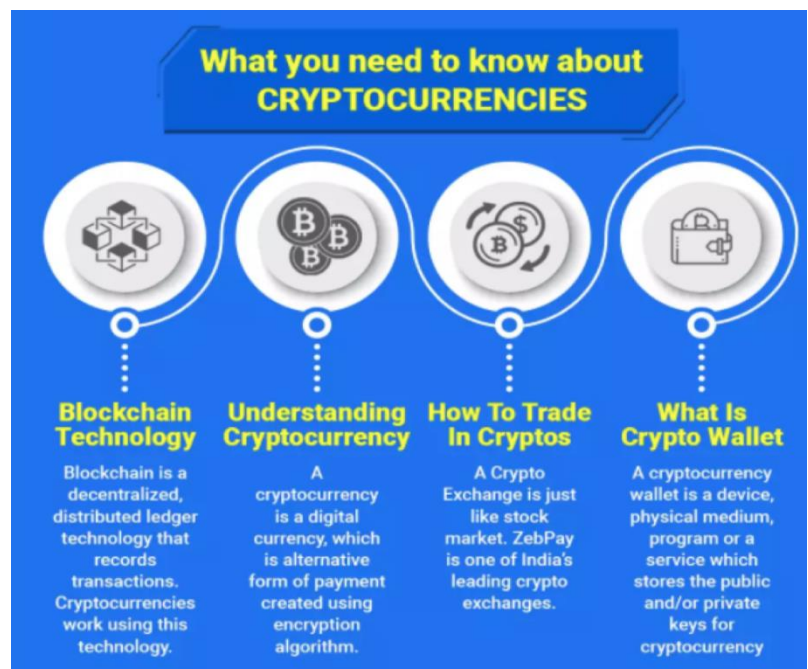 What you need to know about
CRYPTOCURRENCIES
Blockchain
Technology
Blockchain is a
decentralized,
distributed ledger
technology that
records
transactions.
Cryptocurrencies
work using this
technology.
Understanding
Cryptocurrency
A
cryptocurrency
is a digital
currency, which
is alternative
form of payment
created using
encryption
algorithm.
How To Trade
In Cryptos
A Crypto
Exchange is just
like stock
market. ZebPay
is one of India's
leading crypto
exchanges.
What Is
Crypto Wallet
A cryptocurrency
wallet is a device,
physical medium,
program or a
service which
stores the public
and/or private
keys for
cryptocurrency